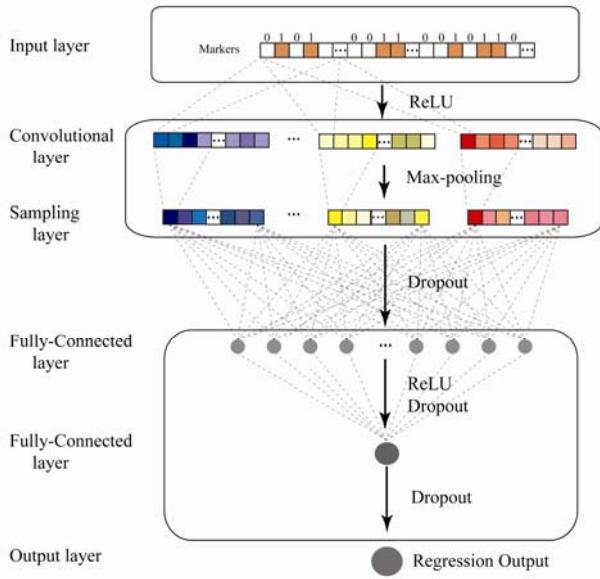 Input layer
Markers
0 1 0 1 0 0 1 1 0 0 1 0 1 1 0
...
ReLU
Convolutional
layer
... ... ... ...
Max-pooling
Sampling
layer
... ... ... ...
Dropout
Fully-Connected
layer
...
ReLU
Dropout
Fully-Connected
layer
Dropout
Output layer
Regression Output